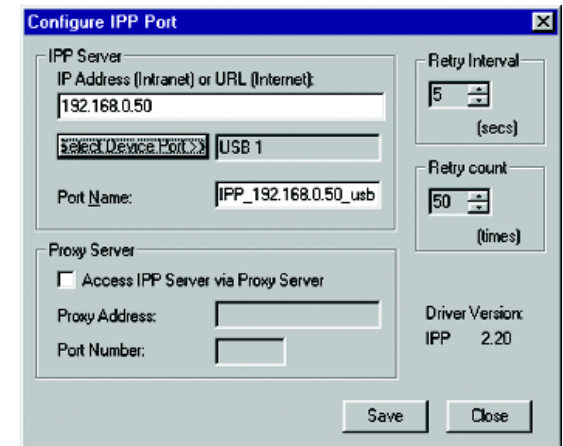 Configure IPP Port
IPP Server
IP Address (Intranet) or URL (Internet):
192.168.0.50
Select Device Port >>
USB 1
Port Name:
IPP_192.168.0.50_usb
Proxy Server
Access IPP Server via Proxy Server
Proxy Address:
Port Number:
Retry Interval
5
(secs)
Retry count
50
(times)
Driver Version:
IPP 2.20
Save
Close